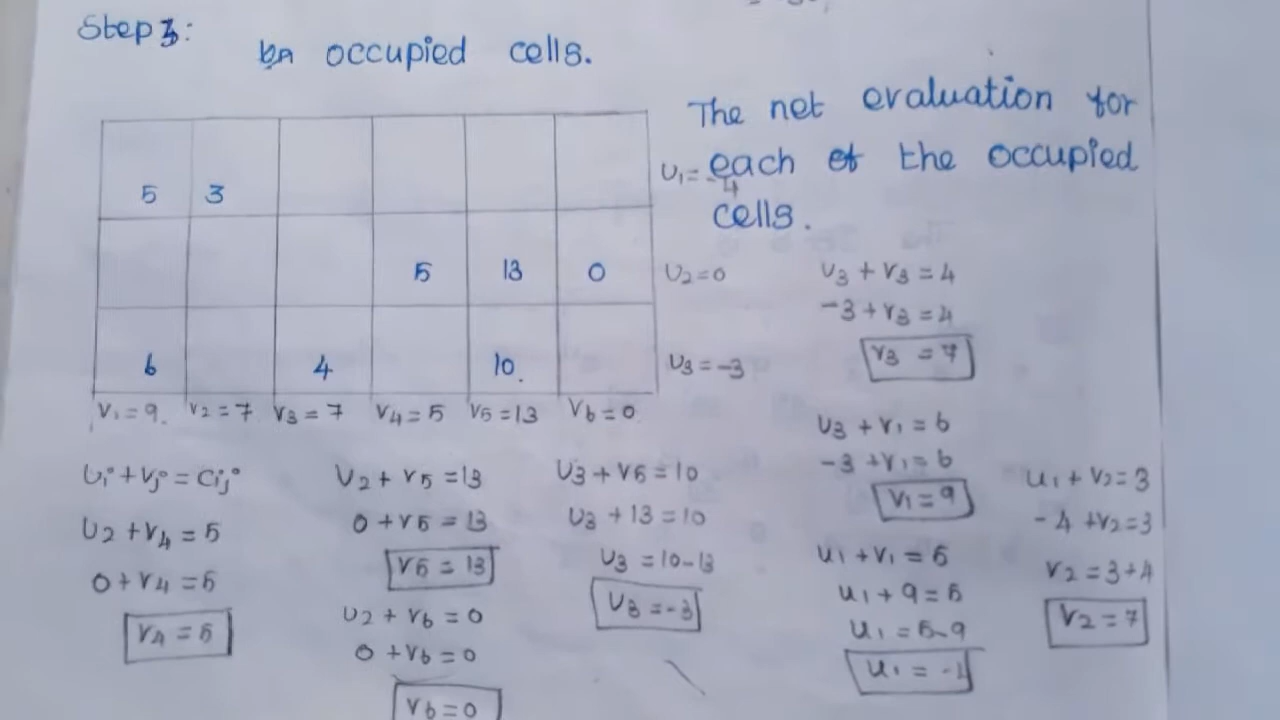 Step 3:
on occupied cells.
The net evaluation for
each of the occupied
cells.
5 3
U1 = -4
5 13 0
U2 = 0
6 4 10
U3 = -3
V1 = 9 V2 = 7 V3 = 7 V4 = 5 V5 = 13 V6 = 0
Ui + Vj = Cij
U2 + V4 = 5
0 + V4 = 5
V4 = 5
U2 + V5 = 13
0 + V5 = 13
V5 = 13
U2 + V6 = 0
0 + V6 = 0
V6 = 0
U3 + V5 = 10
U3 + 13 = 10
U3 = 10 - 13
U3 = -3
U3 + V3 = 4
-3 + V3 = 4
V3 = 7
U3 + V1 = 6
-3 + V1 = 6
V1 = 9
U1 + V1 = 5
U1 + 9 = 5
U1 = 5 - 9
U1 = -4
U1 + V2 = 3
-4 + V2 = 3
V2 = 3 + 4
V2 = 7